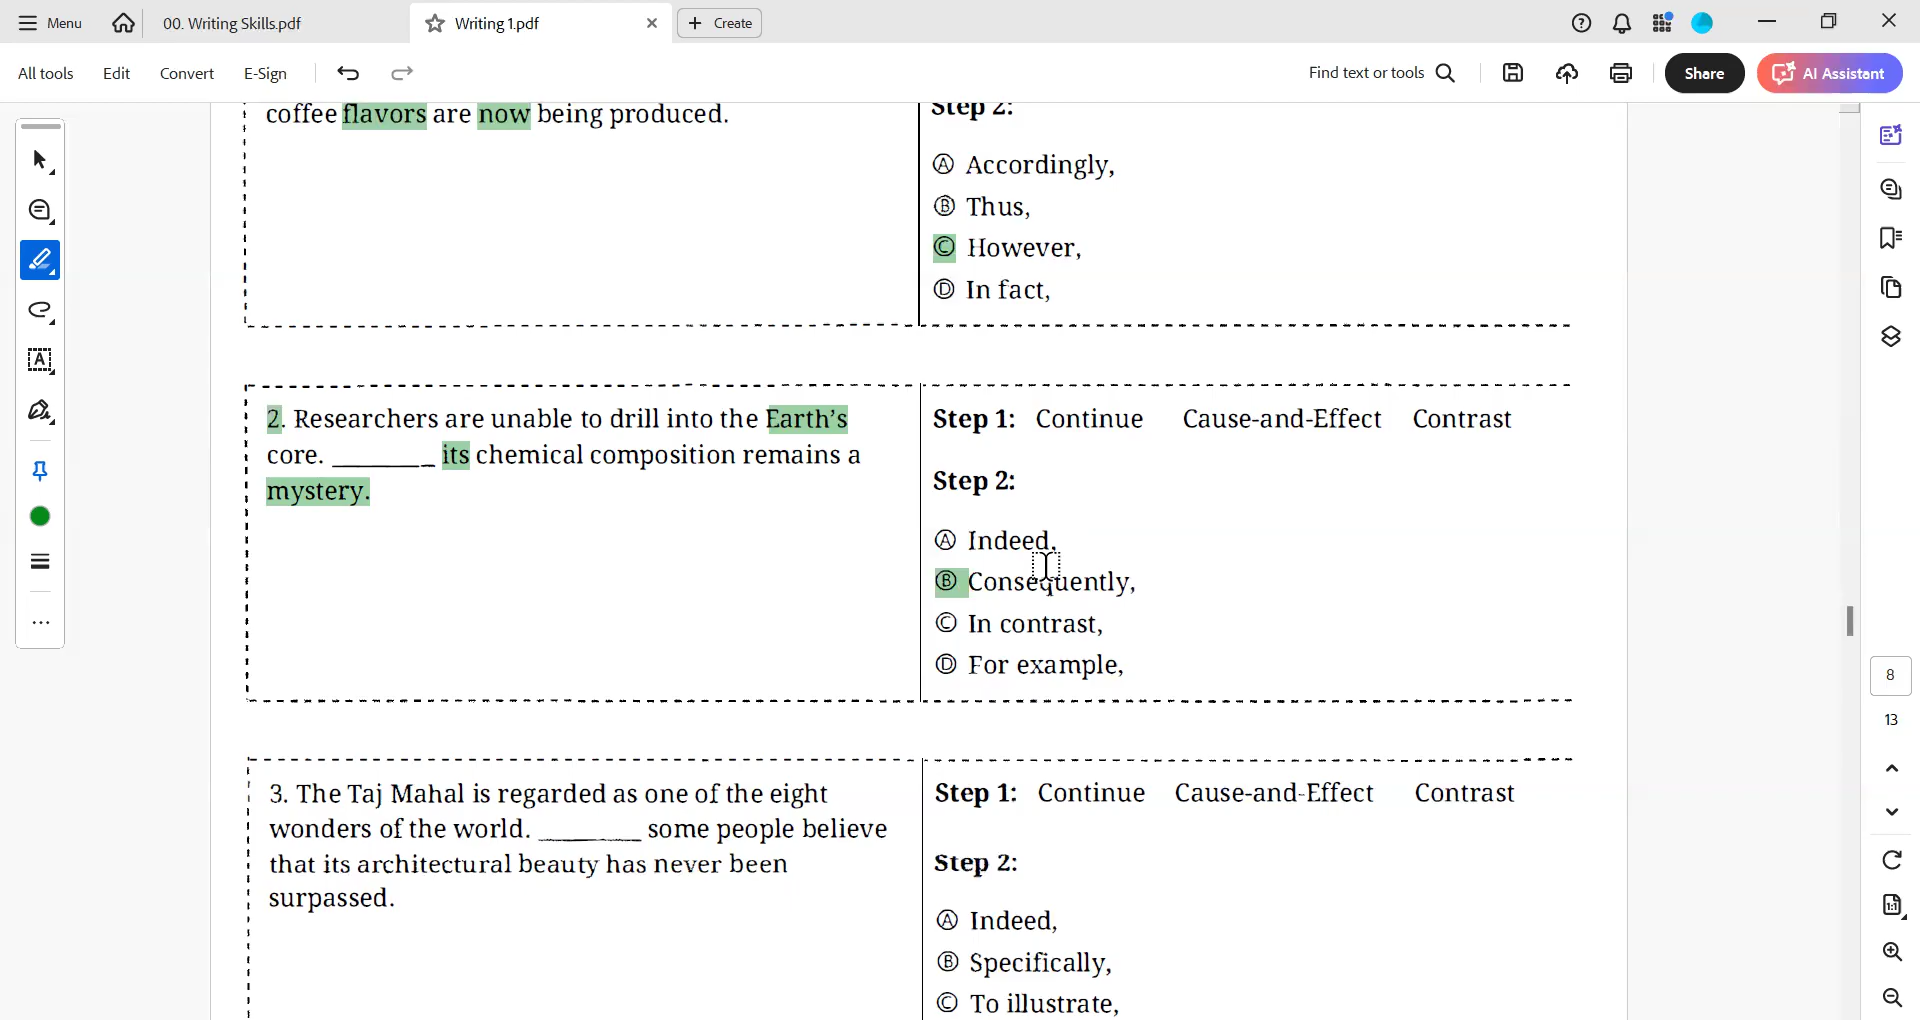 Menu
00. Writing Skills.pdf
Writing 1.pdf
Create
All tools
Edit
Convert
E-Sign
Find text or tools
Share
AI Assistant
coffee flavors are now being produced.
Step 2:
Ⓐ Accordingly,
Ⓑ Thus,
Ⓒ However,
Ⓓ In fact,
2. Researchers are unable to drill into the Earth's
core. ________ its chemical composition remains a
mystery.
Step 1: Continue Cause-and-Effect Contrast
Step 2:
Ⓐ Indeed,
Ⓑ Consequently,
Ⓒ In contrast,
Ⓓ For example,
3. The Taj Mahal is regarded as one of the eight
wonders of the world. ________ some people believe
that its architectural beauty has never been
surpassed.
Step 1: Continue Cause-and-Effect Contrast
Step 2:
Ⓐ Indeed,
Ⓑ Specifically,
Ⓒ To illustrate,
8
13